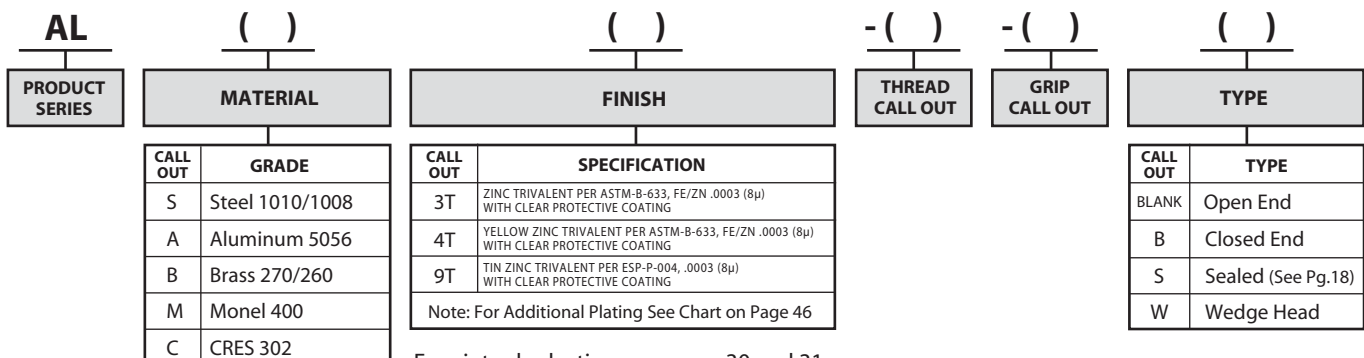 AL ( ) ( ) - ( ) - ( ) ( )
PRODUCT SERIES
MATERIAL
FINISH
THREAD CALL OUT
GRIP CALL OUT
TYPE
CALL OUT GRADE
S Steel 1010/1008
A Aluminum 5056
B Brass 270/260
M Monel 400
C CRES 302
CALL OUT SPECIFICATION
3T ZINC TRIVALENT PER ASTM-B-633, FE/ZN .0003 (8µ)
WITH CLEAR PROTECTIVE COATING
4T YELLOW ZINC TRIVALENT PER ASTM-B-633, FE/ZN .0003 (8µ)
WITH CLEAR PROTECTIVE COATING
9T TIN ZINC TRIVALENT PER ESP-P-004, .0003 (8µ)
WITH CLEAR PROTECTIVE COATING
Note: For Additional Plating See Chart on Page 46
CALL OUT TYPE
BLANK Open End
B Closed End
S Sealed (See Pg.18)
W Wedge Head